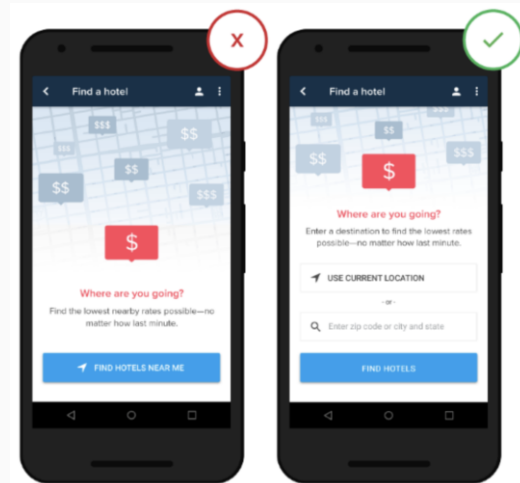 X
Find a hotel
$$$
$$
$$$
$$
$$
$$$
$
Where are you going?
Find the lowest nearby rates possible—no
matter how last minute.
FIND HOTELS NEAR ME
Find a hotel
$$$
$$
$$
$$$
$
Where are you going?
Enter a destination to find the lowest rates
possible—no matter how last minute.
USE CURRENT LOCATION
- or -
Enter zip code or city and state
FIND HOTELS